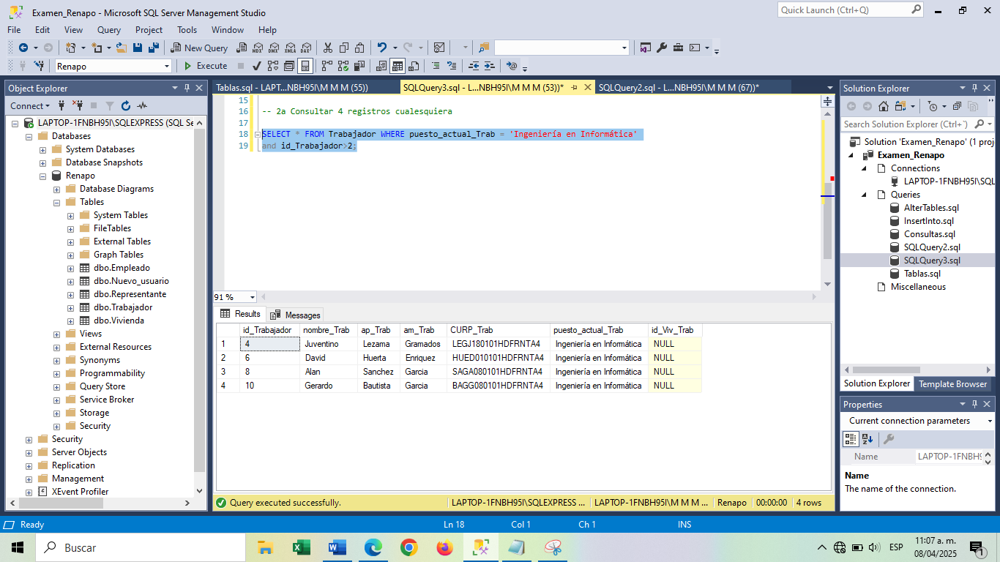 Examen_Renapo - Microsoft SQL Server Management Studio
Quick Launch (Ctrl+Q)
File Edit View Query Project Tools Window Help
New Query MDX DMX XMLA DAX
Renapo Execute
Object Explorer
Connect
LAPTOP-1FNBH95I\SQLEXPRESS (SQL Se
Databases
System Databases
Database Snapshots
Renapo
Database Diagrams
Tables
System Tables
FileTables
External Tables
Graph Tables
dbo.Empleado
dbo.Nuevo_usuario
dbo.Representante
dbo.Trabajador
dbo.Vivienda
Views
External Resources
Synonyms
Programmability
Query Store
Service Broker
Storage
Security
Security
Server Objects
Replication
Management
XEvent Profiler
Tablas.sql - LAPT...NBH95I\M M M (55)) SQLQuery3.sql - L...NBH95I\M M M (53))* SQLQuery2.sql - L...NBH95I\M M M (67))*
15
16 -- 2a Consultar 4 registros cualesquiera
17
18 SELECT * FROM Trabajador WHERE puesto_actual_Trab = 'Ingeniería en Informática'
19 and id_Trabajador>2;
91 %
Results Messages
id_Trabajador nombre_Trab ap_Trab am_Trab CURP_Trab puesto_actual_Trab id_Viv_Trab
1 4 Juventino Lezama Gramados LEGJ180101HDFRNTA4 Ingeniería en Informática NULL
2 6 David Huerta Enriquez HUED010101HDFRNTA4 Ingeniería en Informática NULL
3 8 Alan Sanchez Garcia SAGA080101HDFRNTA4 Ingeniería en Informática NULL
4 10 Gerardo Bautista Garcia BAGG080101HDFRNTA4 Ingeniería en Informática NULL
Query executed successfully. LAPTOP-1FNBH95I\SQLEXPRESS ... LAPTOP-1FNBH95I\M M M ... Renapo 00:00:00 4 rows
Solution Explorer
Search Solution Explorer (Ctrl+´)
Solution 'Examen_Renapo' (1 proj
Examen_Renapo
Connections
LAPTOP-1FNBH95I\SQL
Queries
AlterTables.sql
InsertInto.sql
Consultas.sql
SQLQuery2.sql
SQLQuery3.sql
Tablas.sql
Miscellaneous
Solution Explorer Template Browser
Properties
Current connection parameters
Name LAPTOP-1FNBH9
Name
The name of the connection.
Ready Ln 18 Col 1 Ch 1 INS
Buscar
ESP
11:07 a. m.
08/04/2025
1